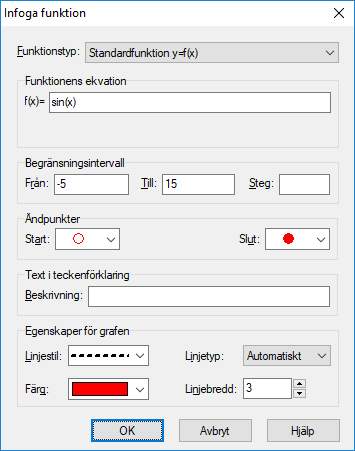 Infoga funktion
Funktionstyp: Standardfunktion y=f(x)
Funktionens ekvation
f(x)= sin(x)
Begränsningsintervall
Från: -5 Till: 15 Steg:
Ändpunkter
Start: Slut:
Text i teckenförklaring
Beskrivning:
Egenskaper för grafen
Linjestil: Linjetyp: Automatiskt
Färg: Linjebredd: 3
OK Avbryt Hjälp